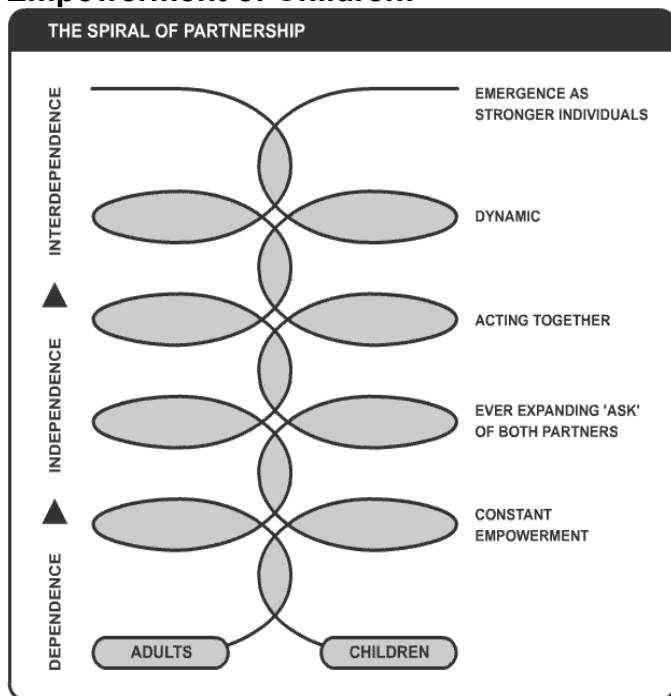 Empowerment of Children.
THE SPIRAL OF PARTNERSHIP
INTERDEPENDENCE
INDEPENDENCE
DEPENDENCE
EMERGENCE AS
STRONGER INDIVIDUALS
DYNAMIC
ACTING TOGETHER
EVER EXPANDING 'ASK'
OF BOTH PARTNERS
CONSTANT
EMPOWERMENT
ADULTS
CHILDREN